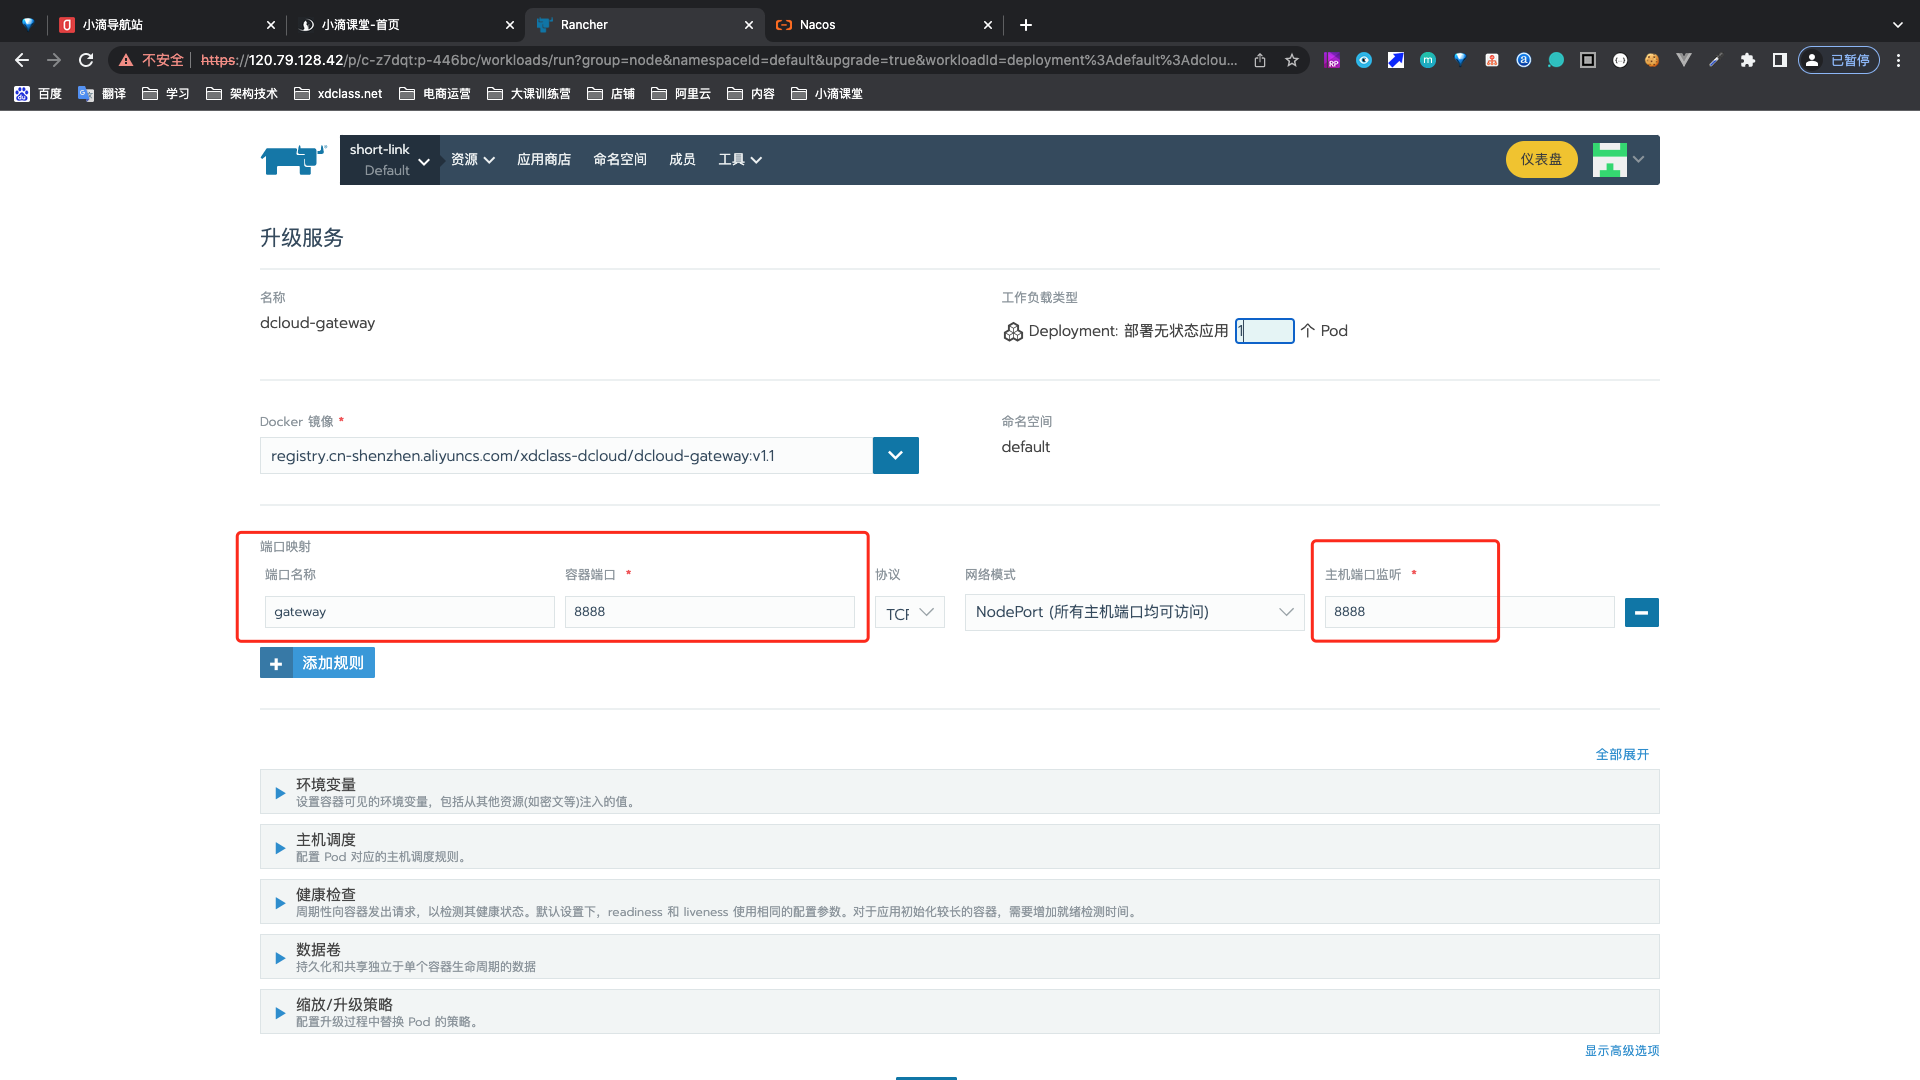 小滴导航站
小滴课堂-首页
Rancher
Nacos
不安全
https://120.79.128.42/p/c-z7dqt:p-446bc/workloads/run?group=node&namespaceId=default&upgrade=true&workloadId=deployment%3Adefault%3Adclou...
已暂停
百度
翻译
学习
架构技术
xdclass.net
电商运营
大课训练营
店铺
阿里云
内容
小滴课堂
short-link
Default
资源
应用商店
命名空间
成员
工具
仪表盘
升级服务
名称
dcloud-gateway
工作负载类型
Deployment: 部署无状态应用 1 个 Pod
Docker 镜像 *
registry.cn-shenzhen.aliyuncs.com/xdclass-dcloud/dcloud-gateway:v1.1
命名空间
default
端口映射
端口名称
容器端口 *
协议
网络模式
主机端口监听 *
gateway
8888
TCP
NodePort (所有主机端口均可访问)
8888
添加规则
全部展开
环境变量
设置容器可见的环境变量，包括从其他资源(如密文等)注入的值。
主机调度
配置 Pod 对应的主机调度规则。
健康检查
周期性向容器发出请求，以检测其健康状态。默认设置下，readiness 和 liveness 使用相同的配置参数。对于应用初始化较长的容器，需要增加就绪检测时间。
数据卷
持久化和共享独立于单个容器生命周期的数据
缩放/升级策略
配置升级过程中替换 Pod 的策略。
显示高级选项